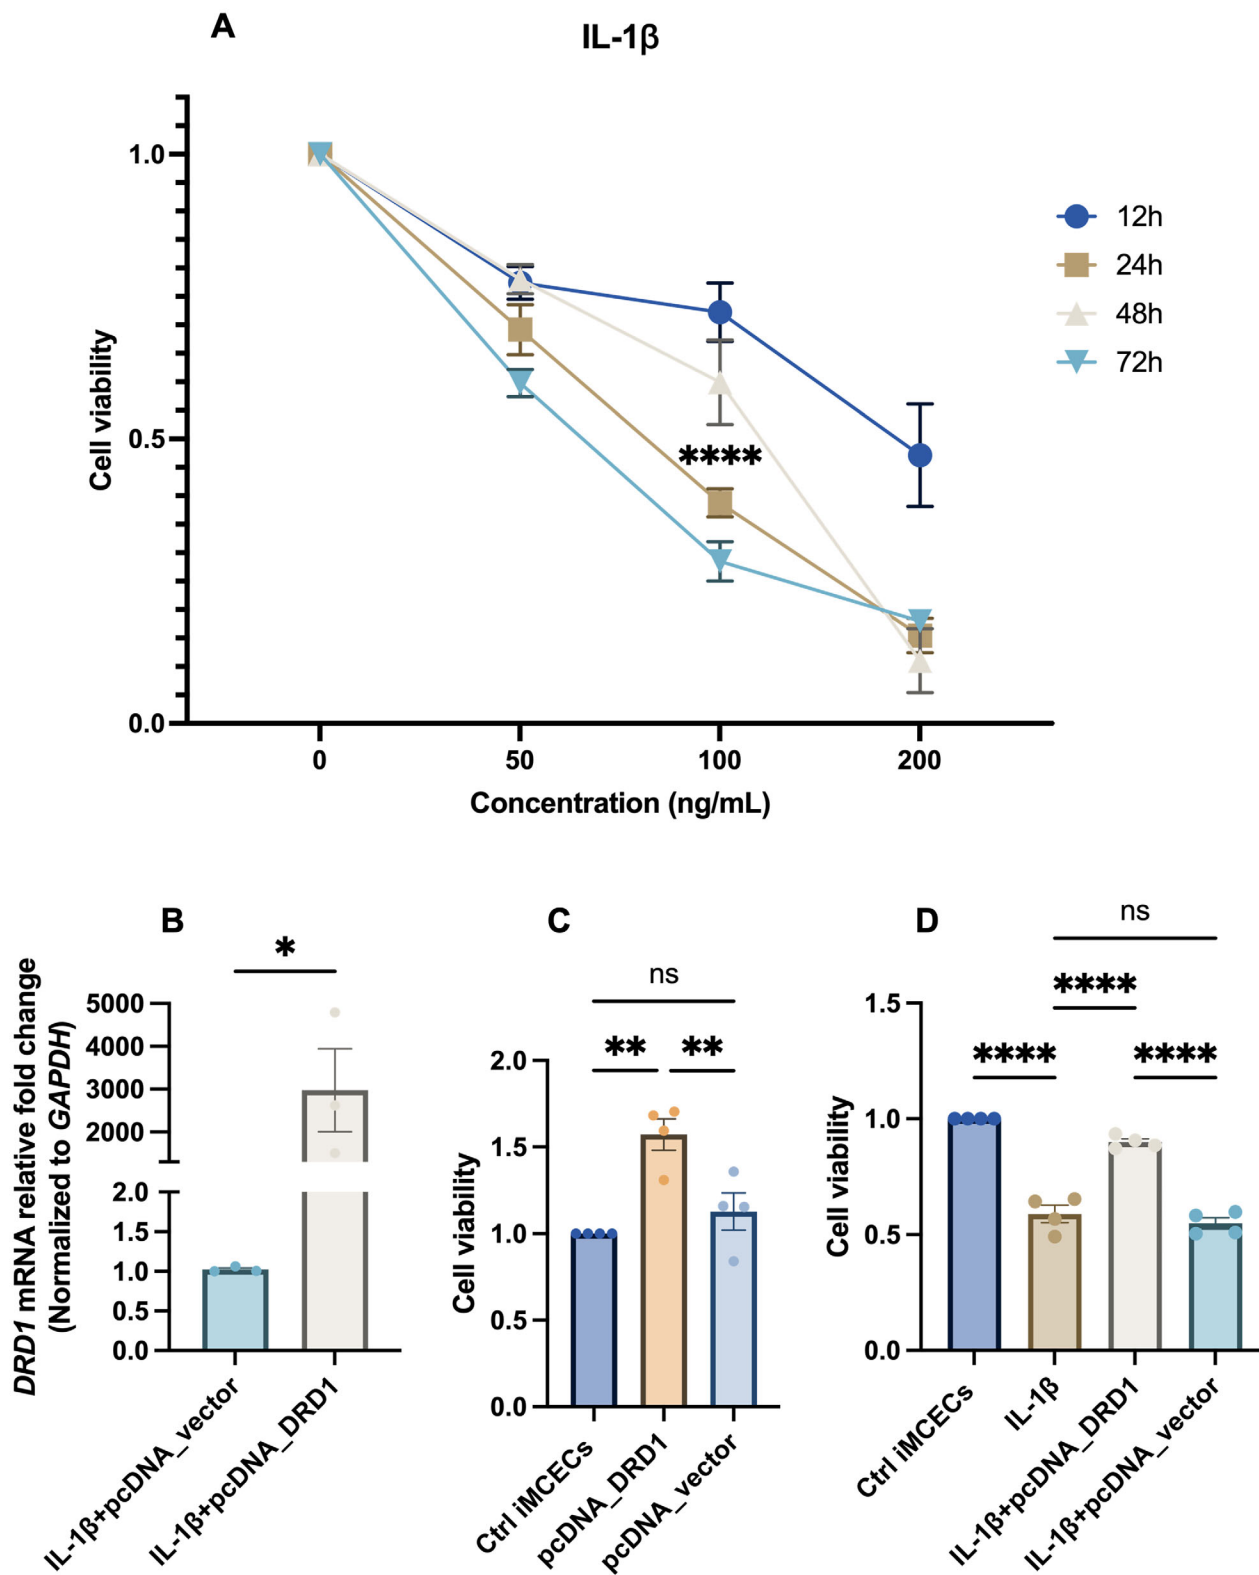 A
IL-1β
1.0
0.5
0.0
Cell viability
****
0
50
100
200
Concentration (ng/mL)
12h
24h
48h
72h
B
*
DRD1 mRNA relative fold change
(Normalized to GAPDH)
5000
4000
3000
2000
2.0
1.5
1.0
0.5
0.0
IL-1β+pcDNA_vector
IL-1β+pcDNA_DRD1
C
ns
**
**
Cell viability
2.0
1.5
1.0
0.5
0.0
Ctrl iMCECs
pcDNA_DRD1
pcDNA_vector
D
ns
****
****
****
Cell viability
1.5
1.0
0.5
0.0
Ctrl iMCECs
IL-1β
IL-1β+pcDNA_DRD1
IL-1β+pcDNA_vector